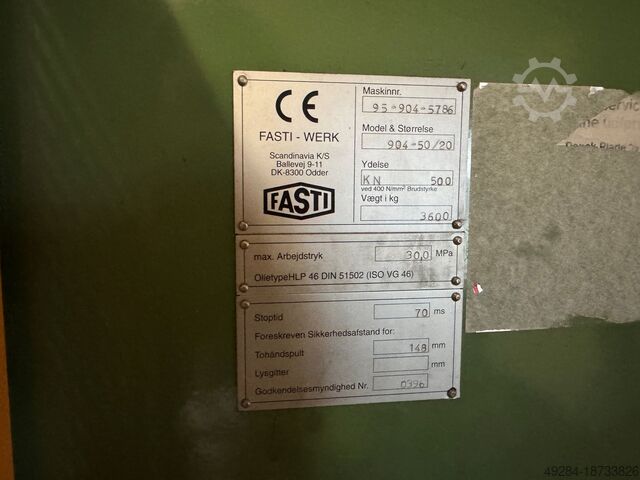 CE
FASTI - WERK
Scandinavia K/S
Ballevej 9-11
DK-8300 Odder
FASTI
Maskinnr.
95-904-5786
Model & Størrelse
904-50/20
Ydelse
KN 500
ved 400 N/mm² Brudstyrke
Vægt i kg
3600
max. Arbejdstryk 30,0 MPa
OlietypeHLP 46 DIN 51502 (ISO VG 46)
Stoptid 70 ms
Foreskreven Sikkerhedsafstand for:
Tohåndspult 148 mm
Lysgitter mm
Godkendelsesmyndighed Nr. 0396
49284-18733826